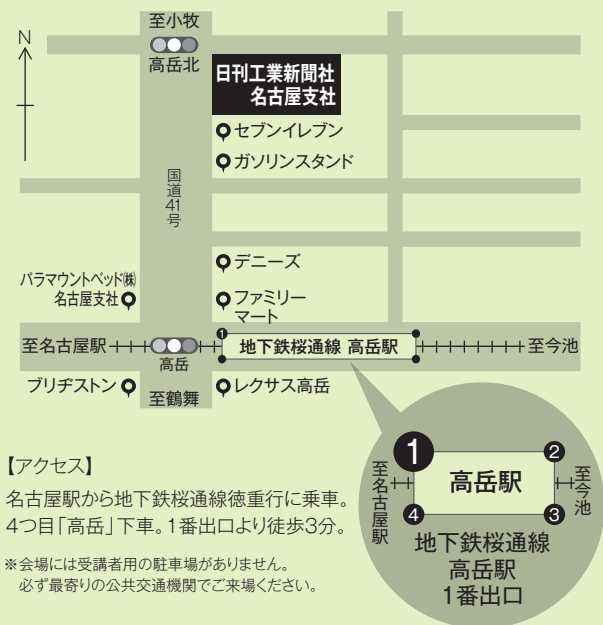 至小牧
N
高岳北
日刊工業新聞社
名古屋支社
セブンイレブン
ガソリンスタンド
国道41号
デニーズ
パラマウントベッド㈱
名古屋支社
ファミリー
マート
至名古屋駅
高岳
1
地下鉄桜通線 高岳駅
至今池
ブリヂストン
至鶴舞
レクサス高岳
【アクセス】
名古屋駅から地下鉄桜通線徳重行に乗車。
4つ目「高岳」下車。1番出口より徒歩3分。
※会場には受講者用の駐車場がありません。
必ず最寄りの公共交通機関でご来場ください。
1
2
至名古屋駅
高岳駅
至今池
4
3
地下鉄桜通線
高岳駅
1番出口